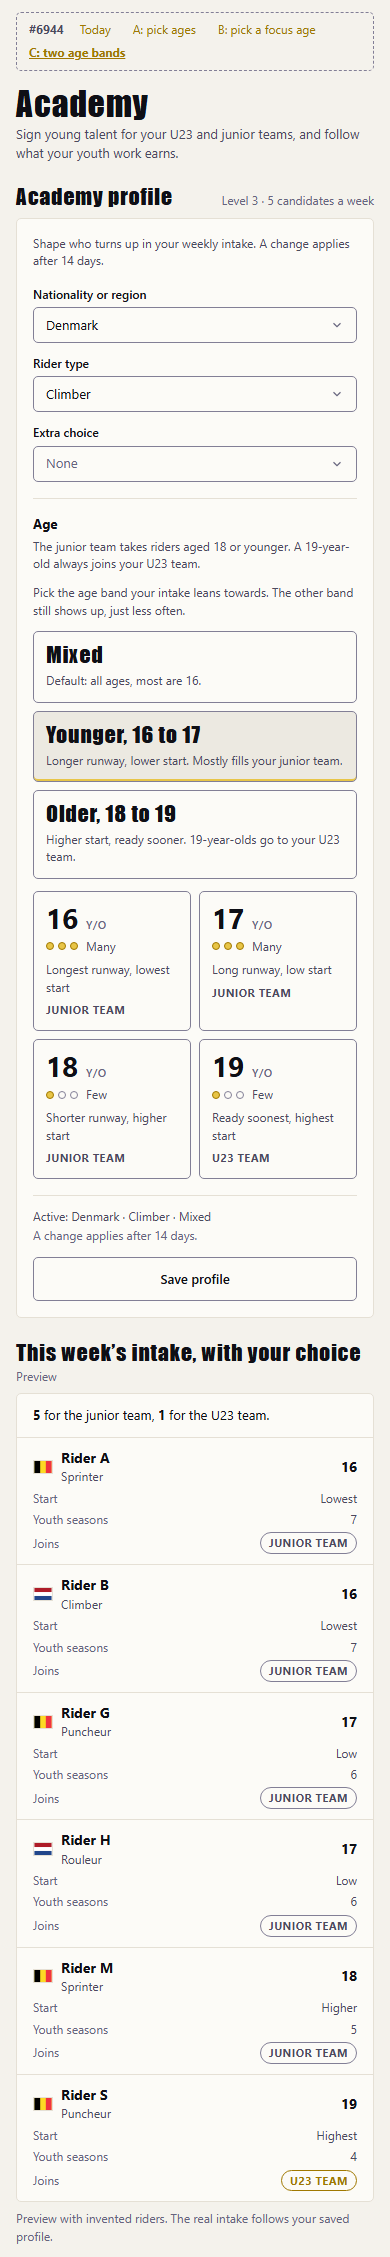 #6944 Today A: pick ages B: pick a focus age
C: two age bands
Academy
Sign young talent for your U23 and junior teams, and follow
what your youth work earns.
Academy profile Level 3 · 5 candidates a week
Shape who turns up in your weekly intake. A change applies
after 14 days.
Nationality or region
Denmark
Rider type
Climber
Extra choice
None
Age
The junior team takes riders aged 18 or younger. A 19-year-
old always joins your U23 team.
Pick the age band your intake leans towards. The other band
still shows up, just less often.
Mixed
Default: all ages, most are 16.
Younger, 16 to 17
Longer runway, lower start. Mostly fills your junior team.
Older, 18 to 19
Higher start, ready sooner. 19-year-olds go to your U23
team.
16 Y/O
Many
Longest runway, lowest
start
JUNIOR TEAM
17 Y/O
Many
Long runway, low start
JUNIOR TEAM
18 Y/O
Few
Shorter runway, higher
start
JUNIOR TEAM
19 Y/O
Few
Ready soonest, highest
start
U23 TEAM
Active: Denmark · Climber · Mixed
A change applies after 14 days.
Save profile
This week’s intake, with your choice
Preview
5 for the junior team, 1 for the U23 team.
Rider A
Sprinter
16
Start Lowest
Youth seasons 7
Joins JUNIOR TEAM
Rider B
Climber
16
Start Lowest
Youth seasons 7
Joins JUNIOR TEAM
Rider G
Puncheur
17
Start Low
Youth seasons 6
Joins JUNIOR TEAM
Rider H
Rouleur
17
Start Low
Youth seasons 6
Joins JUNIOR TEAM
Rider M
Sprinter
18
Start Higher
Youth seasons 5
Joins JUNIOR TEAM
Rider S
Puncheur
19
Start Highest
Youth seasons 4
Joins U23 TEAM
Preview with invented riders. The real intake follows your saved
profile.